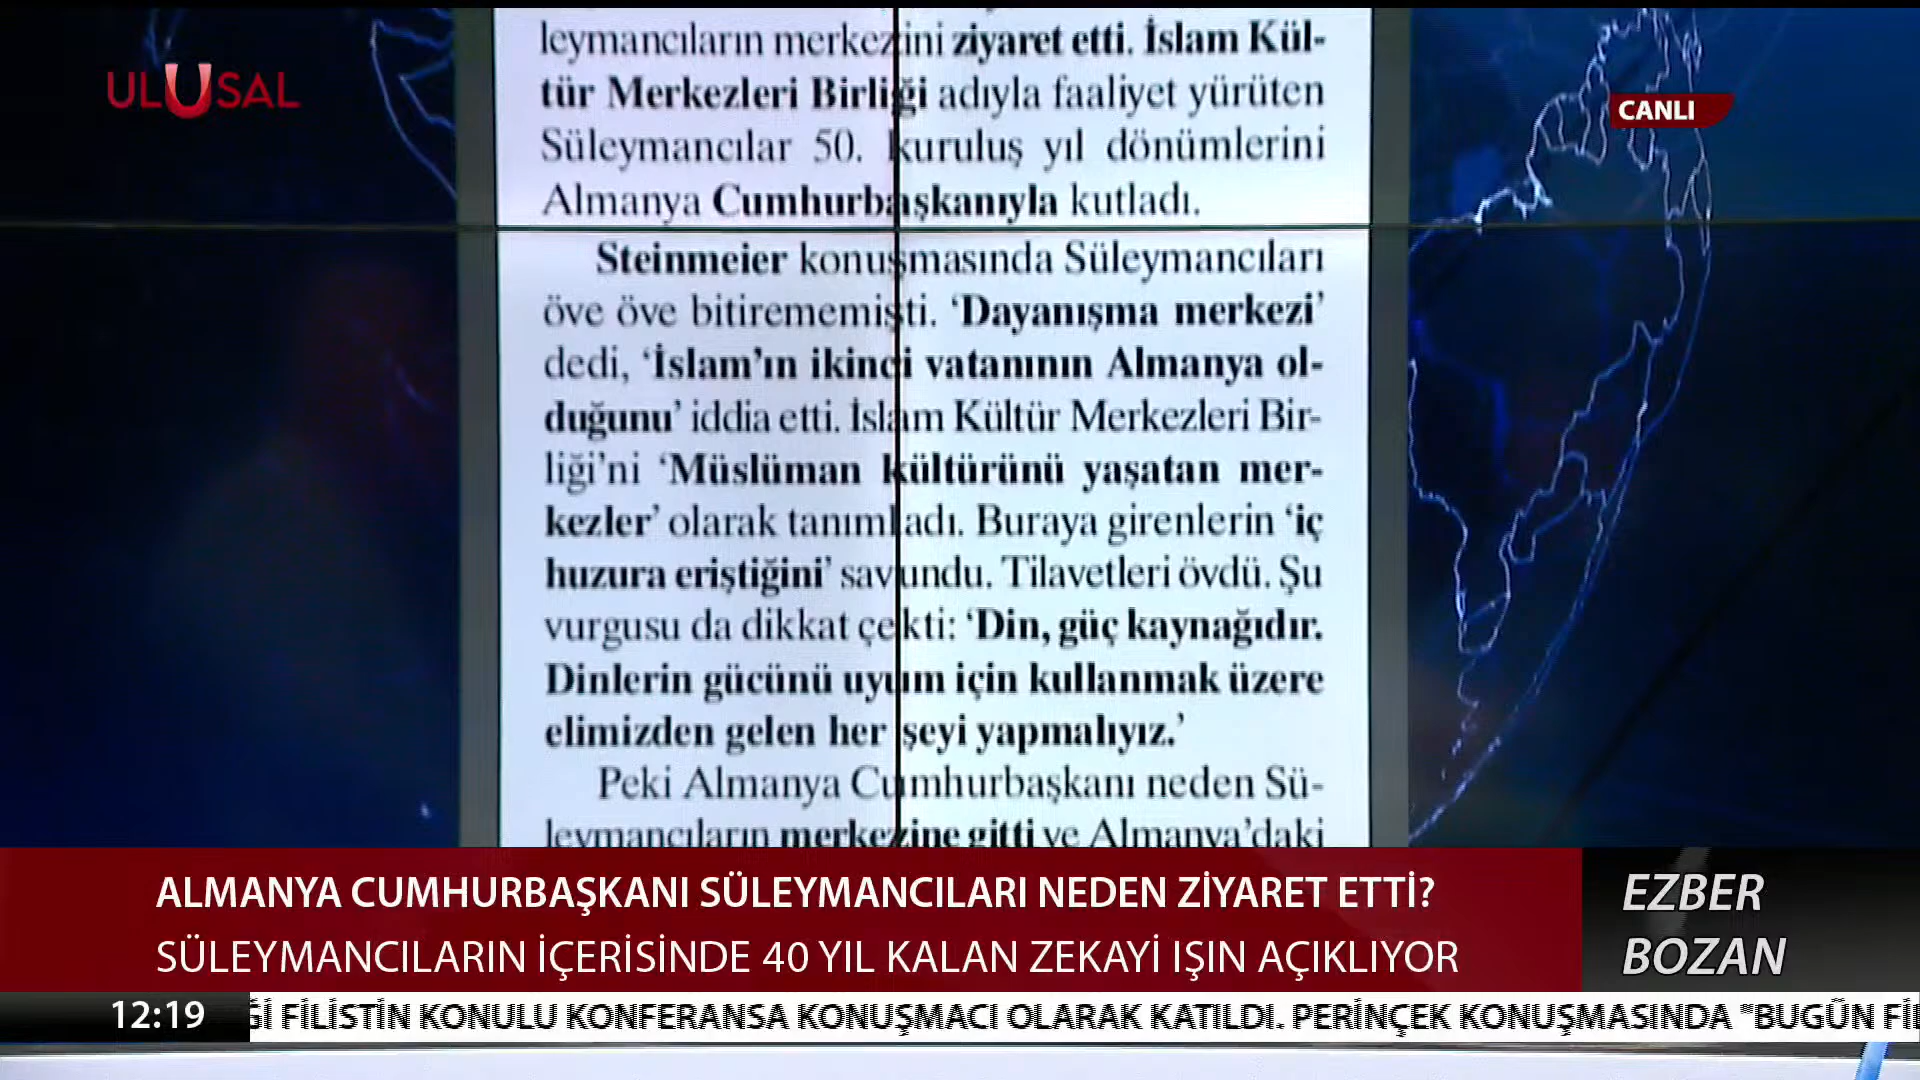 leymancıların merkezini ziyaret etti. İslam Kül-
tür Merkezleri Birliği adıyla faaliyet yürüten
Süleymancılar 50. kuruluş yıl dönümlerini
Almanya Cumhurbaşkanıyla kutladı.
Steinmeier konuşmasında Süleymancıları
öve öve bitirememişti. ‘Dayanışma merkezi’
dedi, ‘İslam’ın ikinci vatanının Almanya ol-
duğunu’ iddia etti. İslam Kültür Merkezleri Bir-
liği’ni ‘Müslüman kültürünü yaşatan mer-
kezler’ olarak tanımladı. Buraya girenlerin ‘iç
huzura eriştiğini’ savundu. Tilavetleri övdü. Şu
vurgusu da dikkat çekti: ‘Din, güç kaynağıdır.
Dinlerin gücünü uyum için kullanmak üzere
elimizden gelen her şeyi yapmalıyız.’
Peki Almanya Cumhurbaşkanı neden Sü-
leymancıların merkezine gitti ve Almanya’daki
ULUSAL
CANLI
ALMANYA CUMHURBAŞKANI SÜLEYMANCILARI NEDEN ZİYARET ETTİ?
SÜLEYMANCILARIN İÇERİSİNDE 40 YIL KALAN ZEKAYİ IŞIN AÇIKLIYOR
EZBER
BOZAN
12:19
FİLİSTİN KONULU KONFERANSA KONUŞMACI OLARAK KATILDI. PERİNÇEK KONUŞMASINDA "BUGÜN